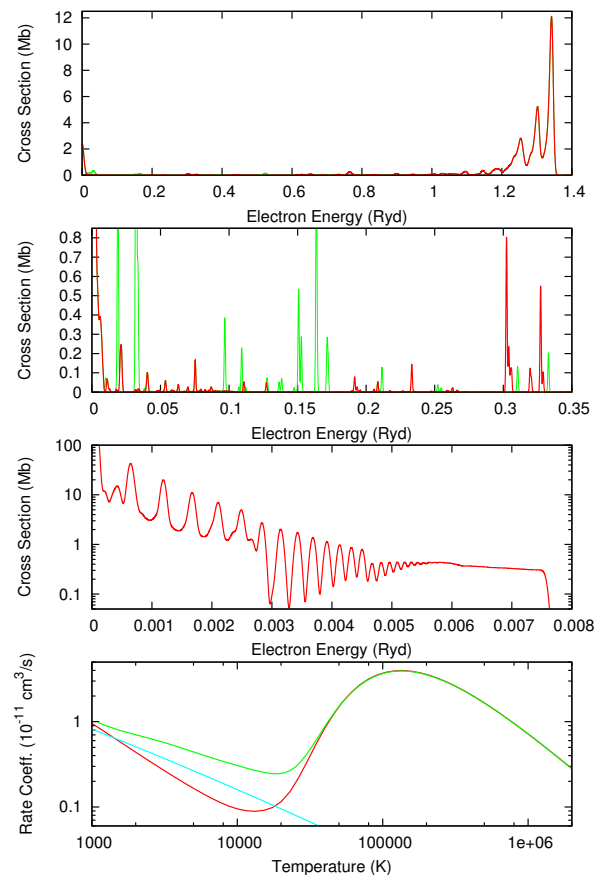 Cross Section (Mb)
12
10
8
6
4
2
0
0 0.2 0.4 0.6 0.8 1 1.2 1.4
Electron Energy (Ryd)
Cross Section (Mb)
0.8
0.7
0.6
0.5
0.4
0.3
0.2
0.1
0
0 0.05 0.1 0.15 0.2 0.25 0.3 0.35
Electron Energy (Ryd)
Cross Section (Mb)
100
10
1
0.1
0 0.001 0.002 0.003 0.004 0.005 0.006 0.007 0.008
Electron Energy (Ryd)
Rate Coeff. (10⁻¹¹ cm³/s)
1
0.1
1000 10000 100000 1e+06
Temperature (K)